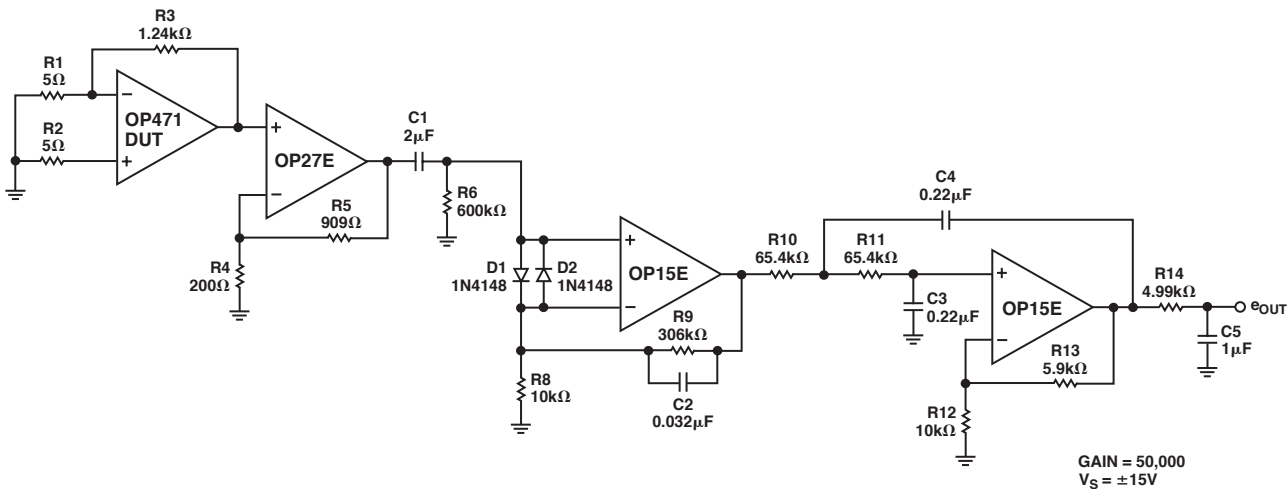 R3
1.24kΩ
R1
5Ω
−
OP471
DUT
R2
5Ω
+
+
OP27E
−
C1
2μF
R5
909Ω
R4
200Ω
R6
600kΩ
D1
1N4148
D2
1N4148
+
OP15E
−
R9
306kΩ
C2
0.032μF
R8
10kΩ
R10
65.4kΩ
R11
65.4kΩ
C4
0.22μF
C3
0.22μF
+
OP15E
−
R13
5.9kΩ
R12
10kΩ
R14
4.99kΩ
eOUT
C5
1μF
GAIN = 50,000
VS = ±15V